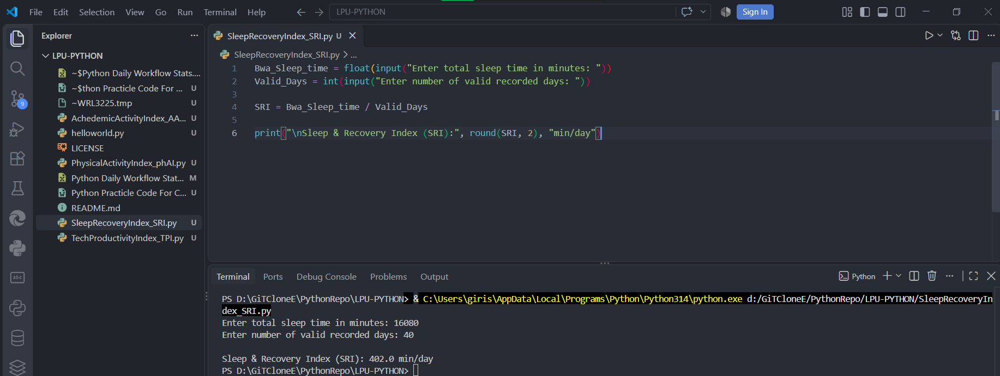 File Edit Selection View Go Run Terminal Help
LPU-PYTHON
Sign In
Explorer
LPU-PYTHON
~$Python Daily Workflow Stats....
~$thon Practicle Code For ... U
~WRL3225.tmp U
AchedemicActivityIndex_AA... U
helloworld.py U
LICENSE
PhysicalActivityIndex_phAI.py U
Python Daily Workflow Stat... M
Python Practicle Code For C... U
README.md
SleepRecoveryIndex_SRI.py U
TechProductivityIndex_TPI.py U
9
abc
SleepRecoveryIndex_SRI.py U
SleepRecoveryIndex_SRI.py > ...
1 Bwa_Sleep_time = float(input("Enter total sleep time in minutes: "))
2 Valid_Days = int(input("Enter number of valid recorded days: "))
3
4 SRI = Bwa_Sleep_time / Valid_Days
5
6 print("\nSleep & Recovery Index (SRI):", round(SRI, 2), "min/day")
Terminal Ports Debug Console Problems Output
Python
PS D:\GiTCloneE\PythonRepo\LPU-PYTHON> & C:\Users\giris\AppData\Local\Programs\Python\Python314\python.exe d:/GiTCloneE/PythonRepo/LPU-PYTHON/SleepRecoveryIn
dex_SRI.py
Enter total sleep time in minutes: 16080
Enter number of valid recorded days: 40
Sleep & Recovery Index (SRI): 402.0 min/day
PS D:\GiTCloneE\PythonRepo\LPU-PYTHON>